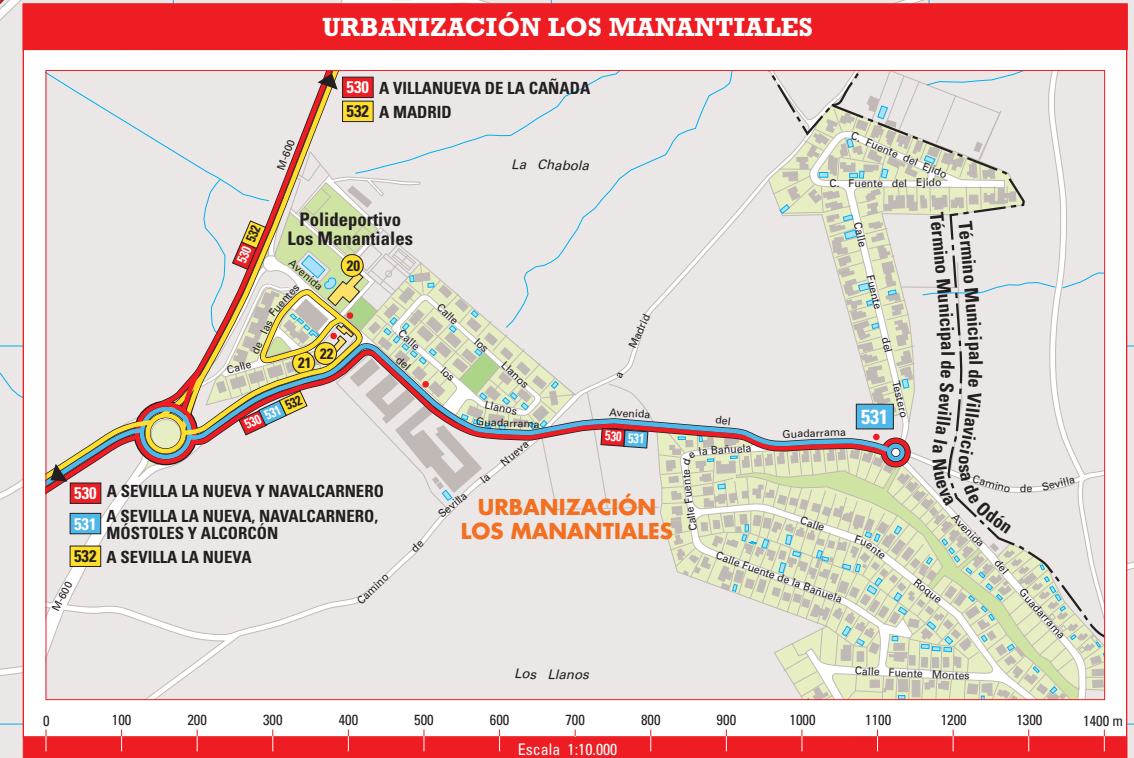 URBANIZACIÓN LOS MANANTIALES
530 A VILLANUEVA DE LA CAÑADA
532 A MADRID
M-600
La Chabola
C. Fuente del Ejido
C. Fuente del Ejido
Polideportivo
Los Manantiales
530 532
20
Avenida
Calle de las Fuentes
21
22
Calle los Llanos
Calle los Llanos
del Guadarrama
a Madrid
Calle Fuente del Testero
Término Municipal de Villaviciosa de Odón
Término Municipal de Sevilla la Nueva
530 531 532
531
Avenida del Guadarrama
530 531
Calle Fuente de la Bañuela
Camino de Sevilla
530 A SEVILLA LA NUEVA Y NAVALCARNERO
531 A SEVILLA LA NUEVA, NAVALCARNERO,
MÓSTOLES Y ALCORCÓN
532 A SEVILLA LA NUEVA
URBANIZACIÓN
LOS MANANTIALES
Camino de Sevilla la Nueva
M-600
Calle Fuente Roque
Avenida del Guadarrama
Calle Fuente de la Bañuela
Los Llanos
Calle Fuente Montes
0 100 200 300 400 500 600 700 800 900 1000 1100 1200 1300 1400 m
Escala 1:10.000